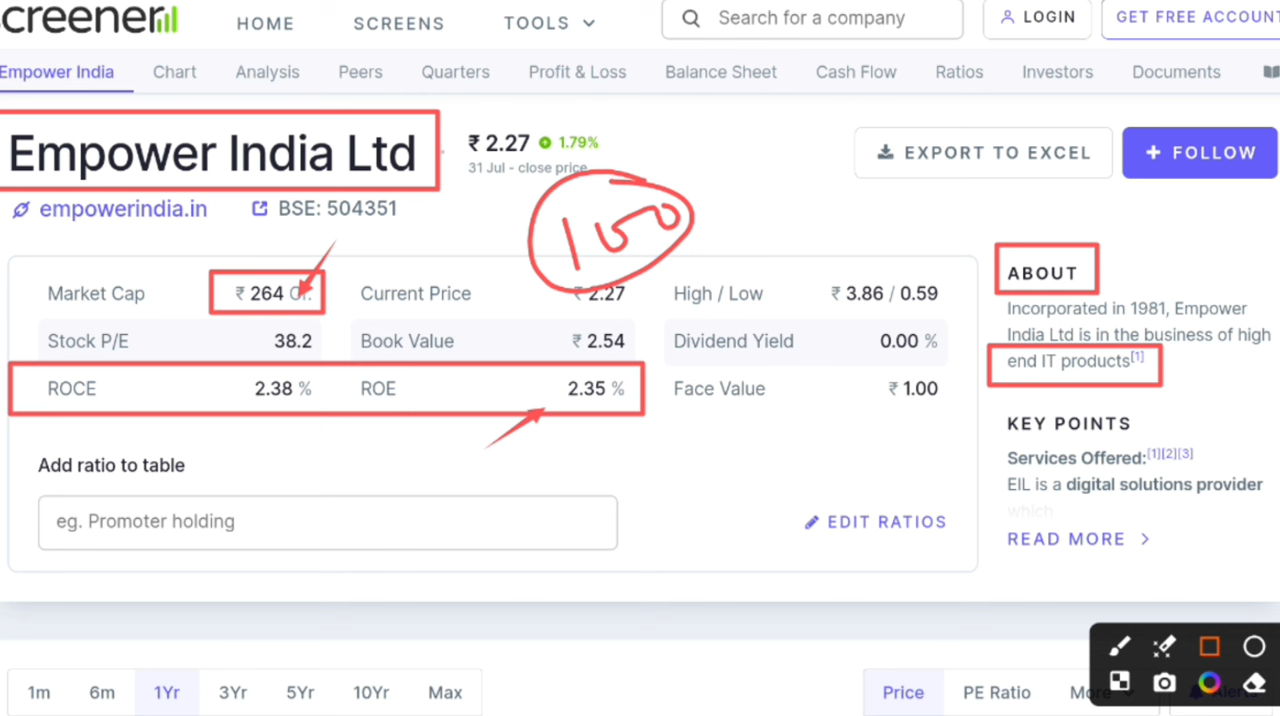 creener
HOME SCREENS TOOLS
Search for a company
LOGIN
GET FREE ACCOUNT
Empower India Chart Analysis Peers Quarters Profit & Loss Balance Sheet Cash Flow Ratios Investors Documents
Empower India Ltd
₹ 2.27 1.79%
31 Jul - close price
EXPORT TO EXCEL
+ FOLLOW
empowerindia.in BSE: 504351
150
Market Cap ₹ 264 Cr.
Current Price ₹ 2.27
High / Low ₹ 3.86 / 0.59
Stock P/E 38.2
Book Value ₹ 2.54
Dividend Yield 0.00 %
ROCE 2.38 %
ROE 2.35 %
Face Value ₹ 1.00
Add ratio to table
eg. Promoter holding
EDIT RATIOS
ABOUT
Incorporated in 1981, Empower
India Ltd is in the business of high
end IT products[1]
KEY POINTS
Services Offered:[1][2][3]
EIL is a digital solutions provider
which
READ MORE
1m 6m 1Yr 3Yr 5Yr 10Yr Max
Price PE Ratio More
Alerts